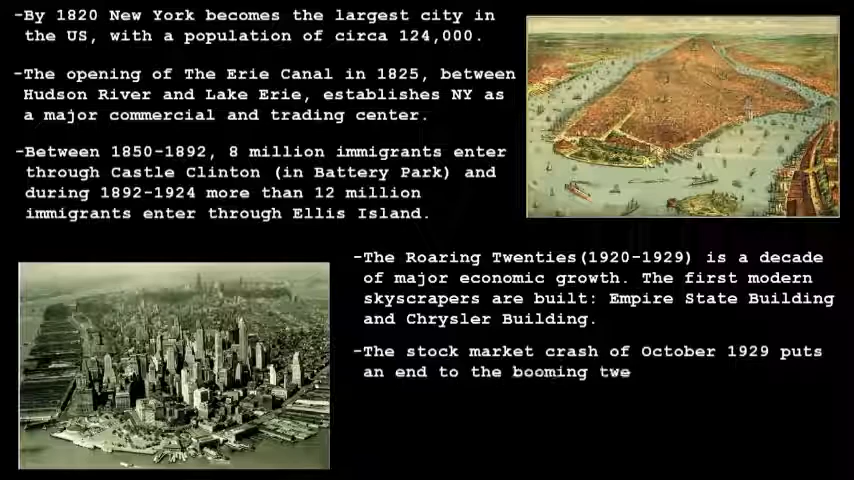 -By 1820 New York becomes the largest city in
the US, with a population of circa 124,000.
-The opening of The Erie Canal in 1825, between
Hudson River and Lake Erie, establishes NY as
a major commercial and trading center.
-Between 1850-1892, 8 million immigrants enter
through Castle Clinton (in Battery Park) and
during 1892-1924 more than 12 million
immigrants enter through Ellis Island.
-The Roaring Twenties(1920-1929) is a decade
of major economic growth. The first modern
skyscrapers are built: Empire State Building
and Chrysler Building.
-The stock market crash of October 1929 puts
an end to the booming twe